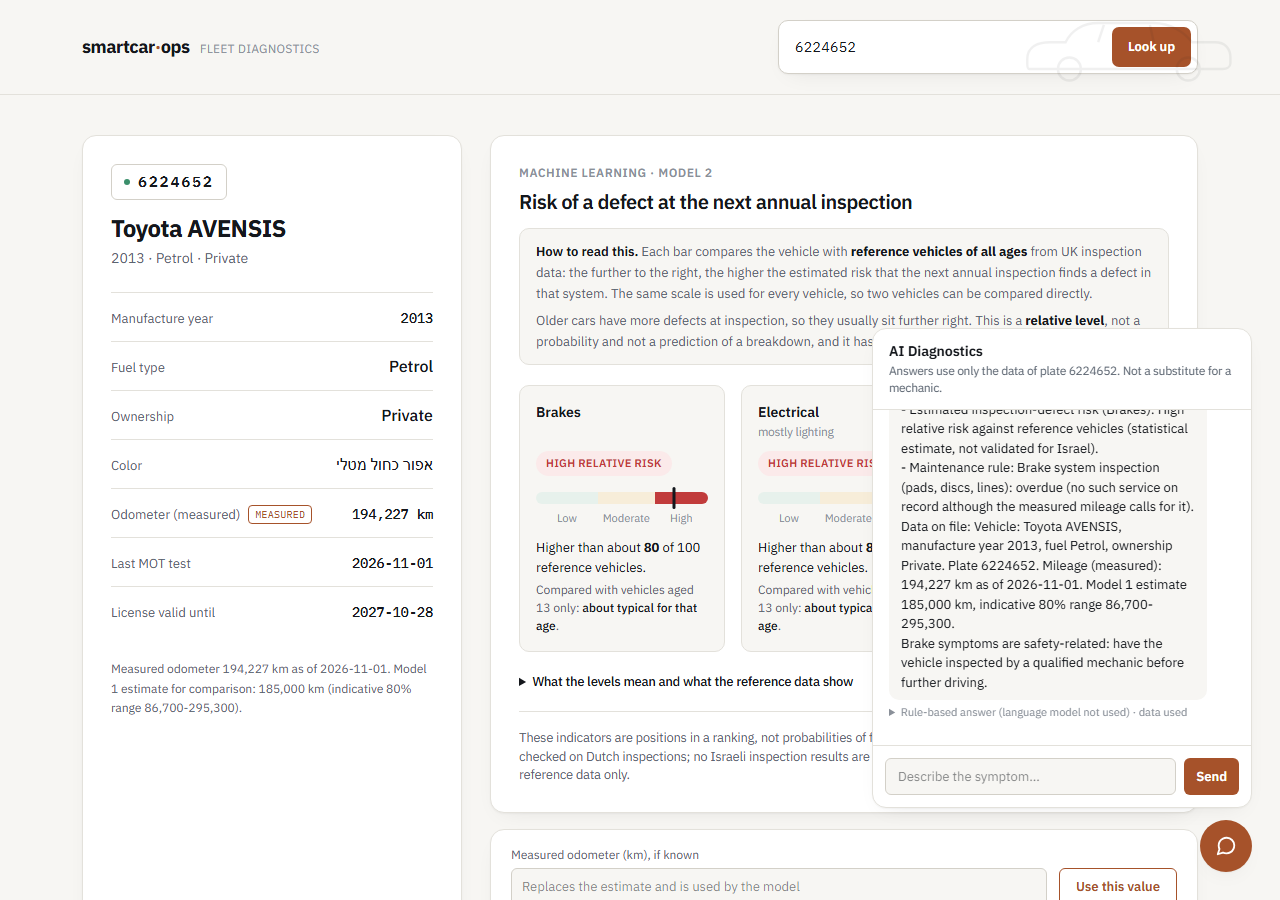 smartcar·ops FLEET DIAGNOSTICS
6224652
Look up
6224652
Toyota AVENSIS
2013 · Petrol · Private
Manufacture year 2013
Fuel type Petrol
Ownership Private
Color אפור כחול מטלי
Odometer (measured) MEASURED 194,227 km
Last MOT test 2026-11-01
License valid until 2027-10-28
Measured odometer 194,227 km as of 2026-11-01. Model
1 estimate for comparison: 185,000 km (indicative 80%
range 86,700-295,300).
MACHINE LEARNING · MODEL 2
Risk of a defect at the next annual inspection
How to read this. Each bar compares the vehicle with reference vehicles of all ages from UK inspection
data: the further to the right, the higher the estimated risk that the next annual inspection finds a defect in
that system. The same scale is used for every vehicle, so two vehicles can be compared directly.
Older cars have more defects at inspection, so they usually sit further right. This is a relative level, not a
probability and not a prediction of a breakdown, and it has
Brakes
HIGH RELATIVE RISK
Low Moderate High
Higher than about 80 of 100
reference vehicles.
Compared with vehicles aged
13 only: about typical for that
age.
Electrical
mostly lighting
HIGH RELATIVE
Low Moderate
Higher than about
reference vehicles.
Compared with
13 only: about
age.
What the levels mean and what the reference data show
These indicators are positions in a ranking, not probabilities of
checked on Dutch inspections; no Israeli inspection results are
reference data only.
Measured odometer (km), if known
Replaces the estimate and is used by the model
Use this value
AI Diagnostics
Answers use only the data of plate 6224652. Not a substitute for a
mechanic.
- Estimated inspection-defect risk (Brakes): High
relative risk against reference vehicles (statistical
estimate, not validated for Israel).
- Maintenance rule: Brake system inspection
(pads, discs, lines): overdue (no such service on
record although the measured mileage calls for it).
Data on file: Vehicle: Toyota AVENSIS,
manufacture year 2013, fuel Petrol, ownership
Private. Plate 6224652. Mileage (measured):
194,227 km as of 2026-11-01. Model 1 estimate
185,000 km, indicative 80% range 86,700-
295,300.
Brake symptoms are safety-related: have the
vehicle inspected by a qualified mechanic before
further driving.
Rule-based answer (language model not used) · data used
Describe the symptom...
Send